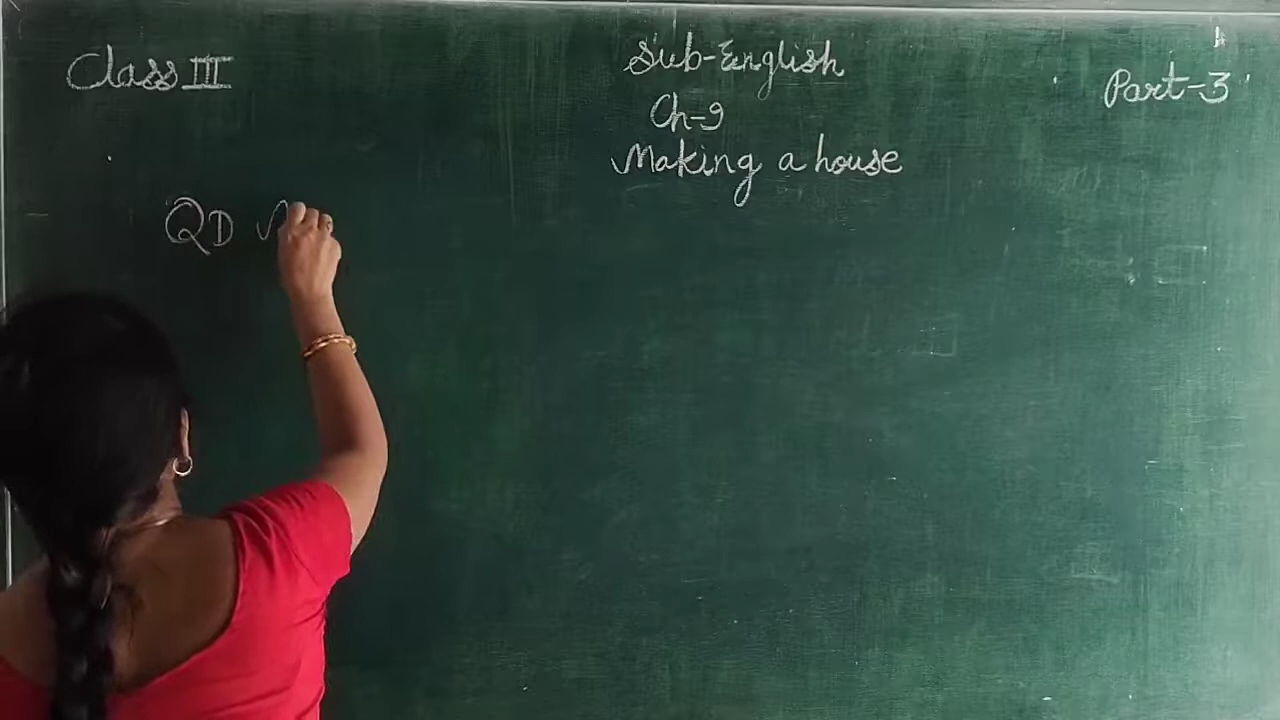 Class III
Sub-English
Part-3
Ch-9
Making a house
QD